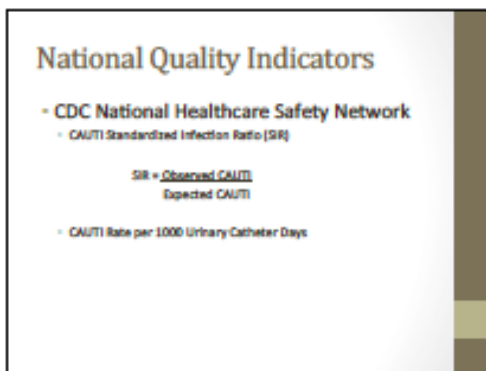 National Quality Indicators
- CDC National Healthcare Safety Network
- CAUTI Standardized Infection Ratio (SIR)
SIR = Observed CAUTI
Expected CAUTI
- CAUTI Rate per 1000 Urinary Catheter Days